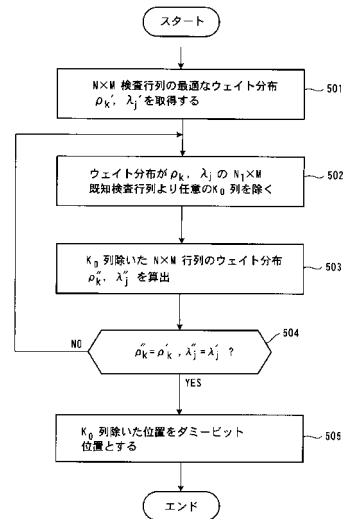 スタート
N×M 検査行列の最適なウェイト分布
ρk′, λj′を取得する
501
ウェイト分布が ρk, λj の N1×M
既知検査行列より任意のK0 列を除く
502
K0 列除いた N×M 行列のウェイト分布
ρk″, λj″ を算出
503
504
ρk″=ρk′ , λj″=λj′ ?
NO
YES
K0 列除いた位置をダミービット
位置とする
505
エンド